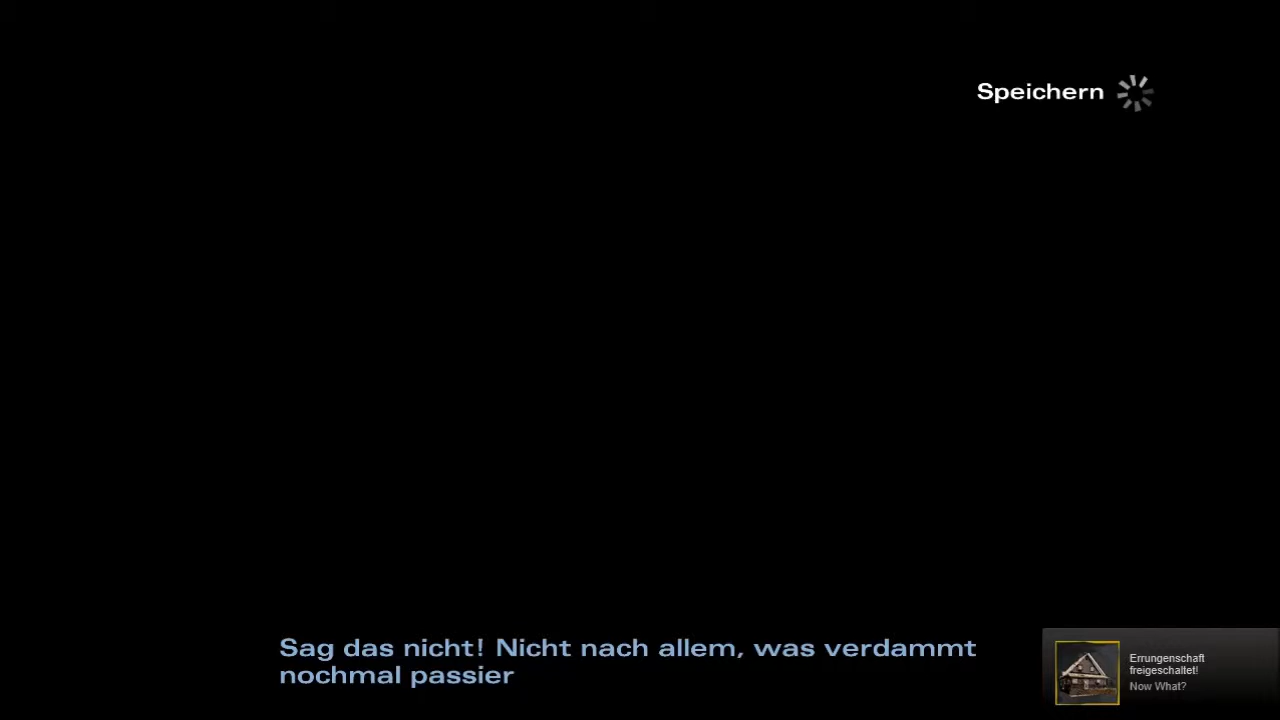 Speichern
Sag das nicht! Nicht nach allem, was verdammt
nochmal passier
Errungenschaft
freigeschaltet!
Now What?